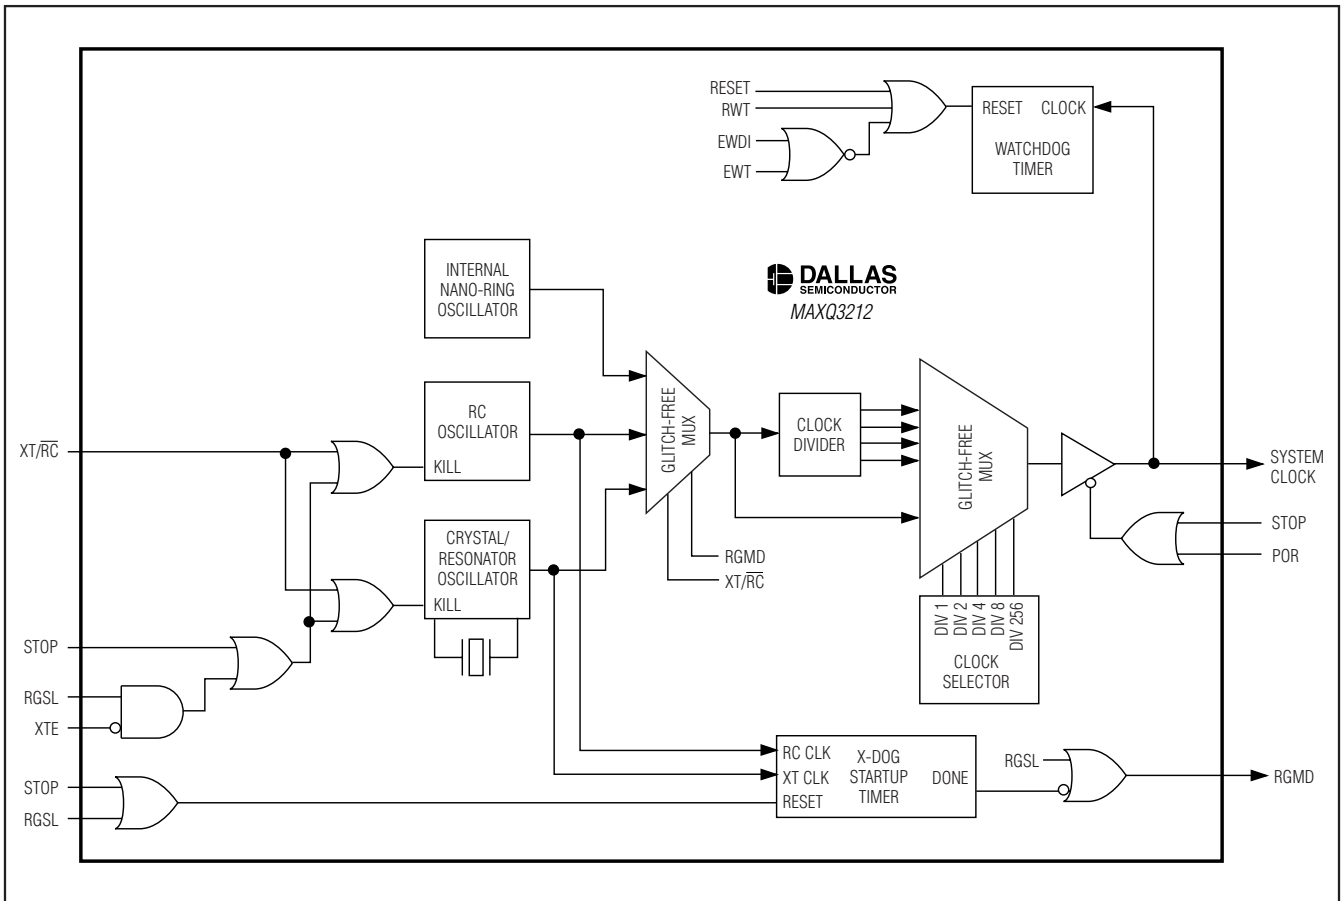 RESET
RWT
EWDI
EWT
RESET CLOCK
WATCHDOG
TIMER
INTERNAL
NANO-RING
OSCILLATOR
DALLAS
SEMICONDUCTOR
MAXQ3212
XT/R̅C̅
RC
OSCILLATOR
KILL
GLITCH-FREE
MUX
CLOCK
DIVIDER
GLITCH-FREE
MUX
SYSTEM
CLOCK
STOP
POR
CRYSTAL/
RESONATOR
OSCILLATOR
KILL
RGMD
XT/R̅C̅
DIV 1
DIV 2
DIV 4
DIV 8
DIV 256
CLOCK
SELECTOR
STOP
RGSL
XTE
STOP
RGSL
RC CLK
XT CLK
RESET
X-DOG
STARTUP
TIMER
DONE
RGSL
RGMD